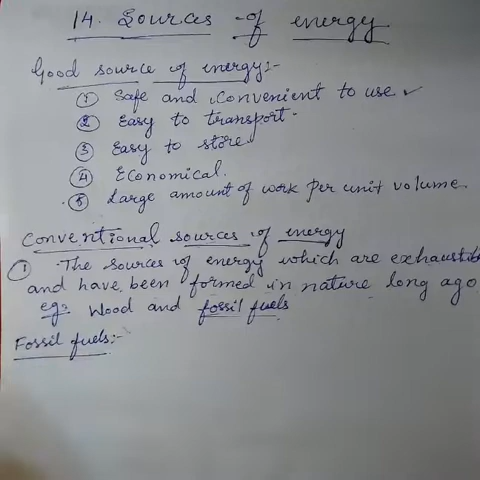 14. Sources of energy
Good source of energy:-
① Safe and convenient to use ✓
② Easy to transport.
③ Easy to store
④ Economical.
⑤ Large amount of work per unit volume.
Conventional sources of energy
① The sources of energy which are exhaustib
and have been formed in nature long ago
eg: Wood and fossil fuels
Fossil fuels:-